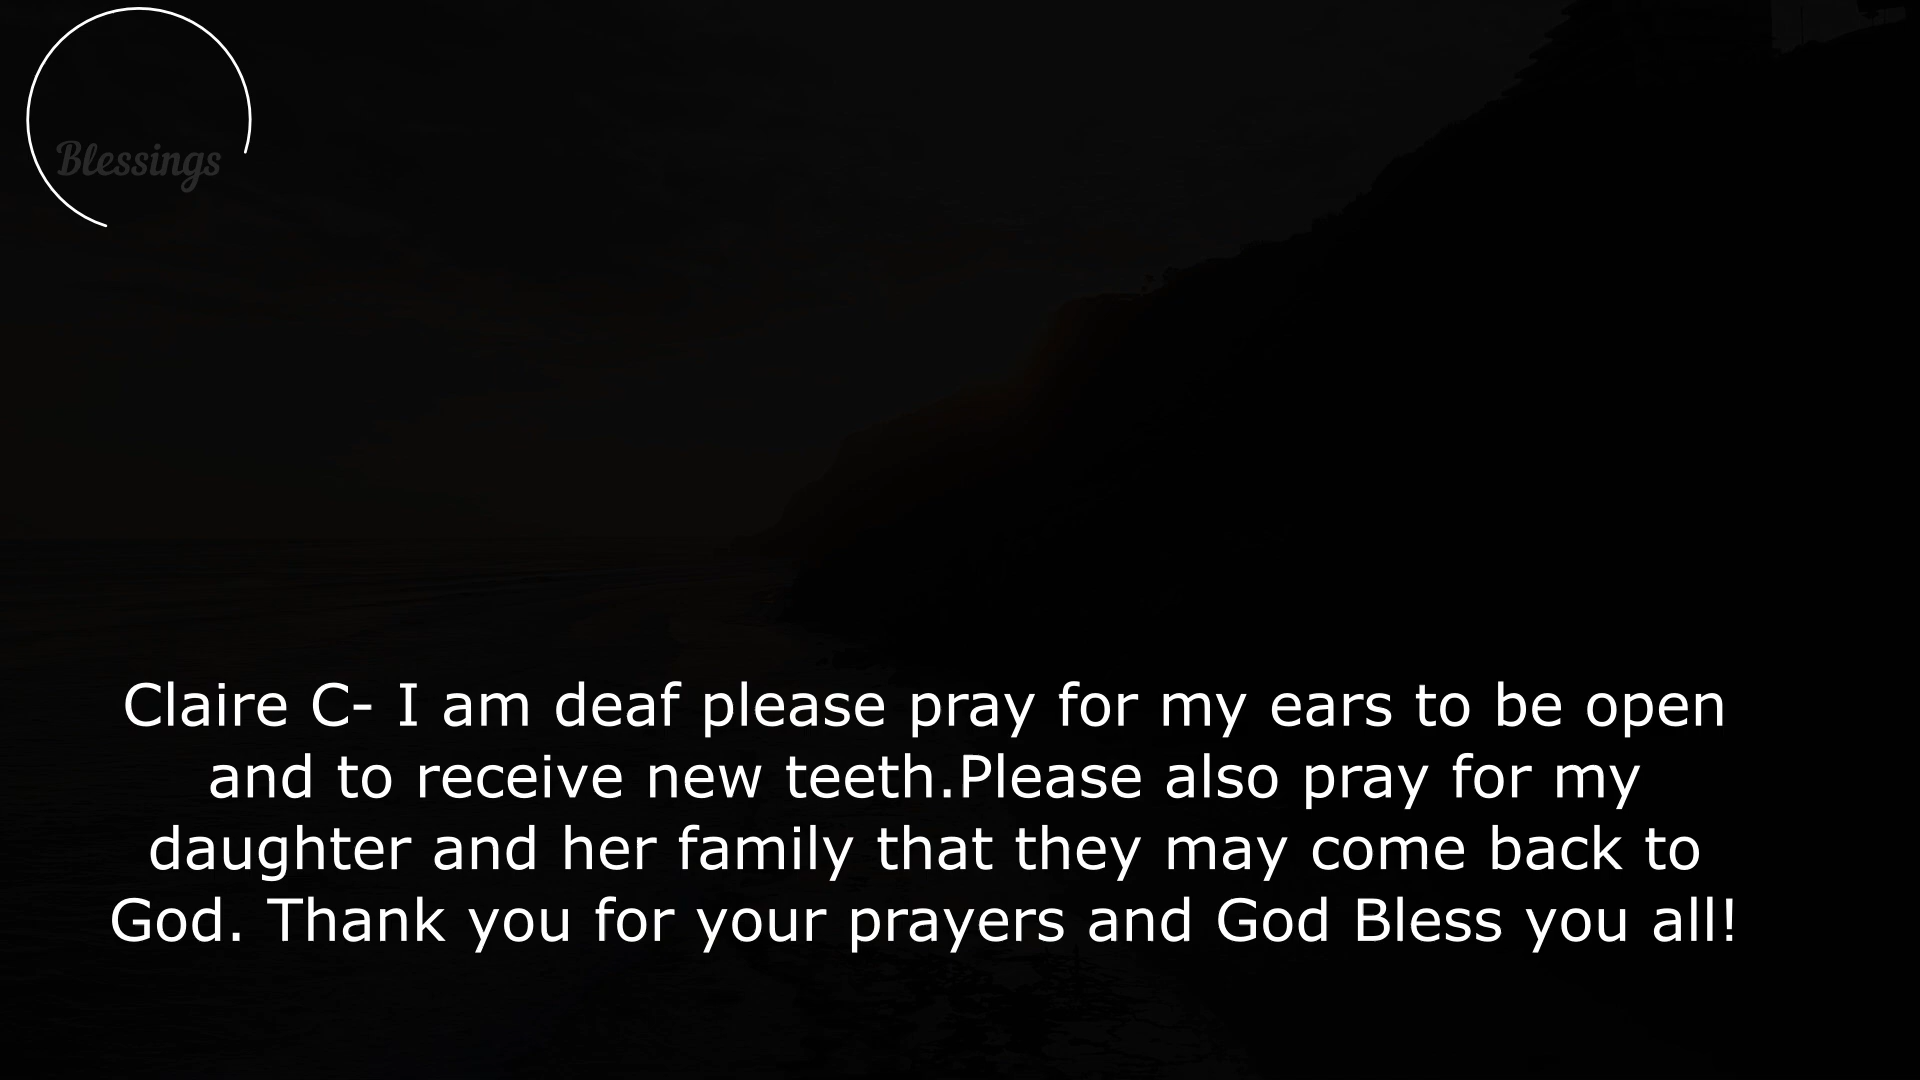 Blessings
Claire C- I am deaf please pray for my ears to be open
and to receive new teeth.Please also pray for my
daughter and her family that they may come back to
God. Thank you for your prayers and God Bless you all!